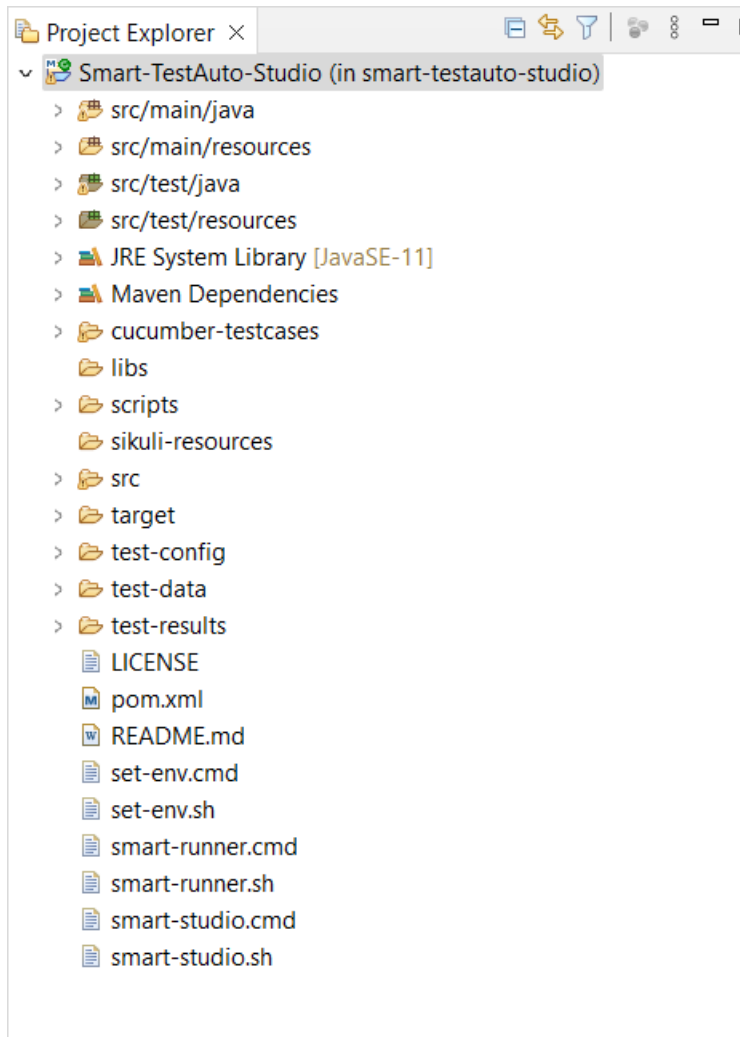 Project Explorer
Smart-TestAuto-Studio (in smart-testauto-studio)
src/main/java
src/main/resources
src/test/java
src/test/resources
JRE System Library [JavaSE-11]
Maven Dependencies
cucumber-testcases
libs
scripts
sikuli-resources
src
target
test-config
test-data
test-results
LICENSE
pom.xml
README.md
set-env.cmd
set-env.sh
smart-runner.cmd
smart-runner.sh
smart-studio.cmd
smart-studio.sh